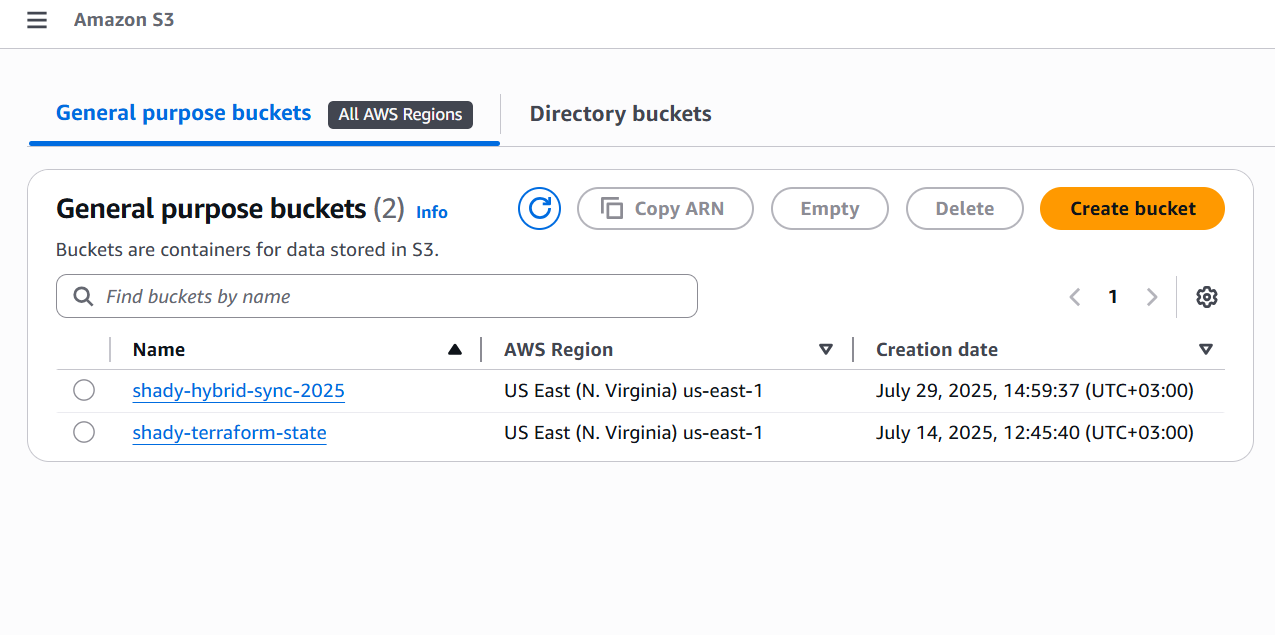 Amazon S3
General purpose buckets All AWS Regions Directory buckets
General purpose buckets (2) Info Copy ARN Empty Delete Create bucket
Buckets are containers for data stored in S3.
Find buckets by name 1
Name AWS Region Creation date
shady-hybrid-sync-2025 US East (N. Virginia) us-east-1 July 29, 2025, 14:59:37 (UTC+03:00)
shady-terraform-state US East (N. Virginia) us-east-1 July 14, 2025, 12:45:40 (UTC+03:00)